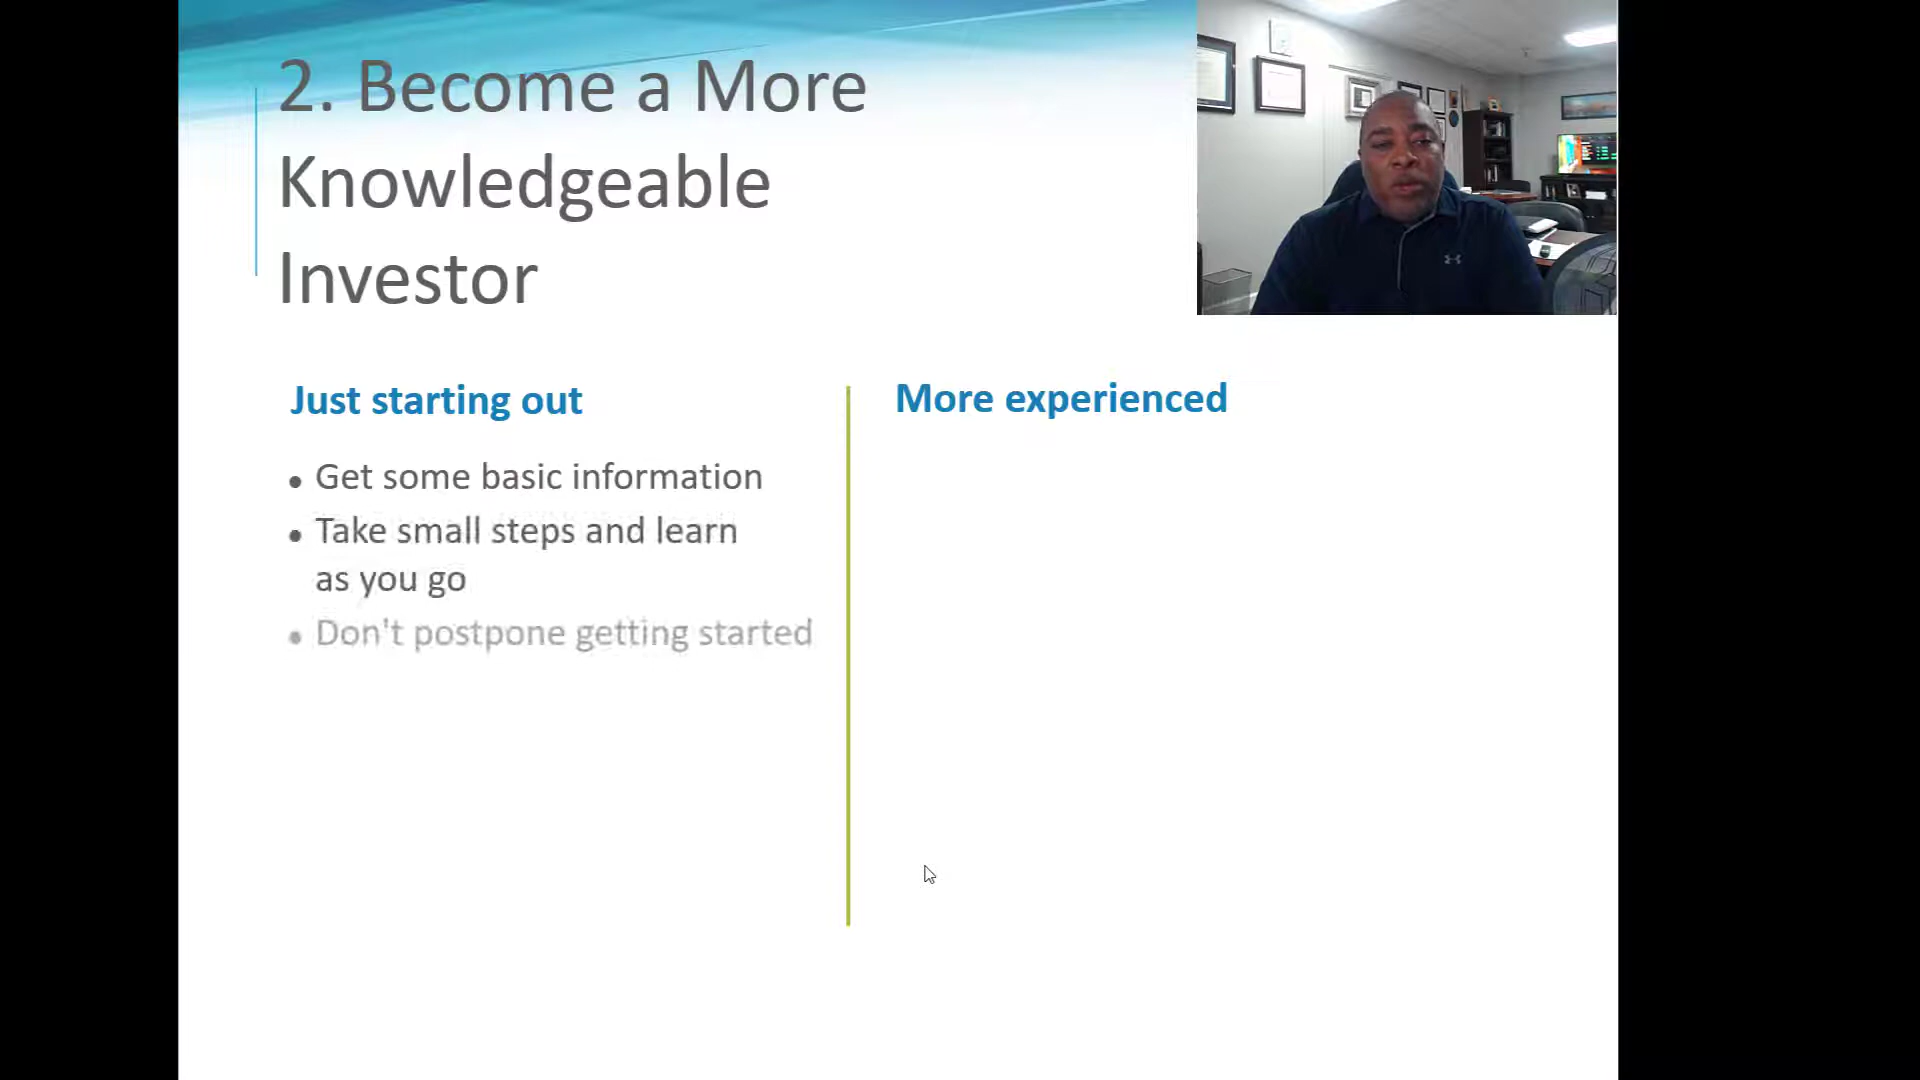 2. Become a More
Knowledgeable
Investor
Just starting out
• Get some basic information
• Take small steps and learn
as you go
• Don't postpone getting started
More experienced